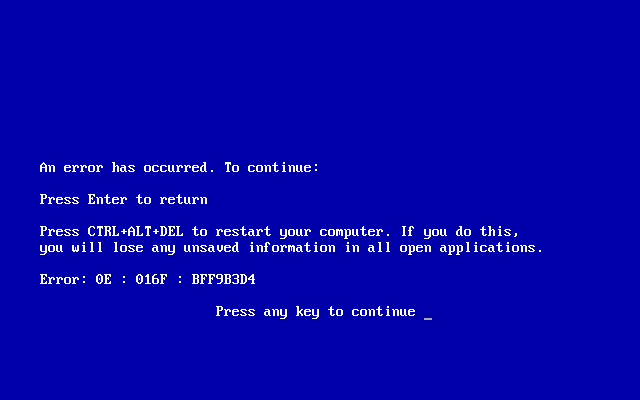 An error has occurred. To continue:
Press Enter to return
Press CTRL+ALT+DEL to restart your computer. If you do this,
you will lose any unsaved information in all open applications.
Error: 0E : 016F : BFF9B3D4
Press any key to continue _